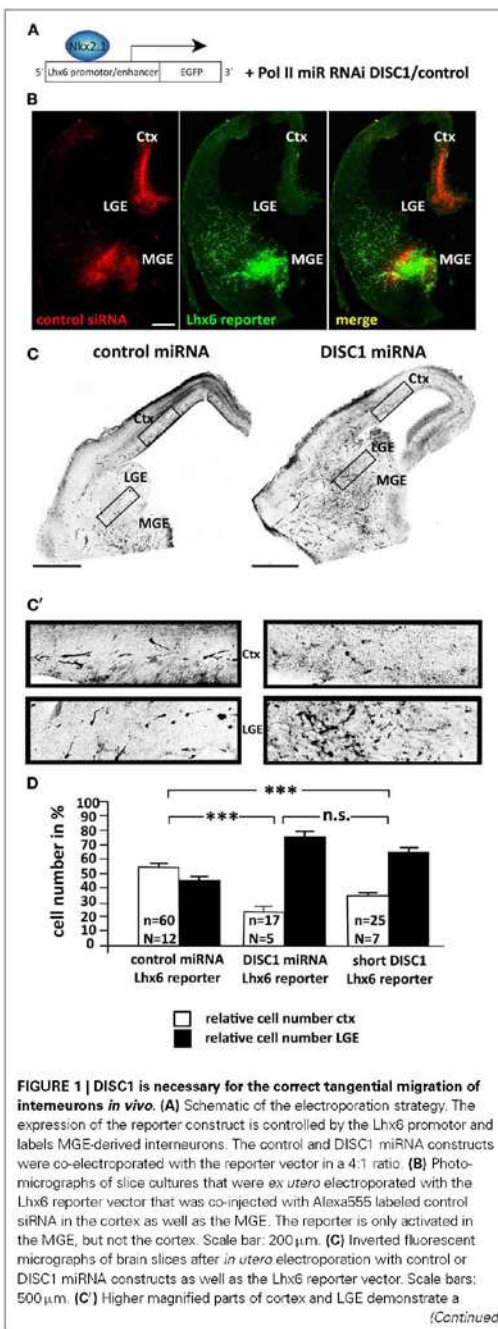 A
Nkx2.1
5' Lhx6 promotor/enhancer EGFP 3' + Pol II miR RNAi DISC1/control
B
Ctx
LGE LGE
MGE MGE MGE
control siRNA Lhx6 reporter merge
C control miRNA DISC1 miRNA
Ctx Ctx
LGE LGE
MGE MGE
C'
Ctx
LGE
D
***
*** n.s.
cell number in %
100
90
80
70
60
50
40
30
20
10
0
n=60 n=17 n=25
N=12 N=5 N=7
control miRNA DISC1 miRNA short DISC1
Lhx6 reporter Lhx6 reporter Lhx6 reporter
relative cell number ctx
relative cell number LGE
FIGURE 1 | DISC1 is necessary for the correct tangential migration of
interneurons in vivo. (A) Schematic of the electroporation strategy. The
expression of the reporter construct is controlled by the Lhx6 promotor and
labels MGE-derived interneurons. The control and DISC1 miRNA constructs
were co-electroporated with the reporter vector in a 4:1 ratio. (B) Photo-
micrographs of slice cultures that were ex utero electroporated with the
Lhx6 reporter vector that was co-injected with Alexa555 labeled control
siRNA in the cortex as well as the MGE. The reporter is only activated in
the MGE, but not the cortex. Scale bar: 200 μm. (C) Inverted fluorescent
micrographs of brain slices after in utero electroporation with control or
DISC1 miRNA constructs as well as the Lhx6 reporter vector. Scale bars:
500 μm. (C') Higher magnified parts of cortex and LGE demonstrate a
(Continued